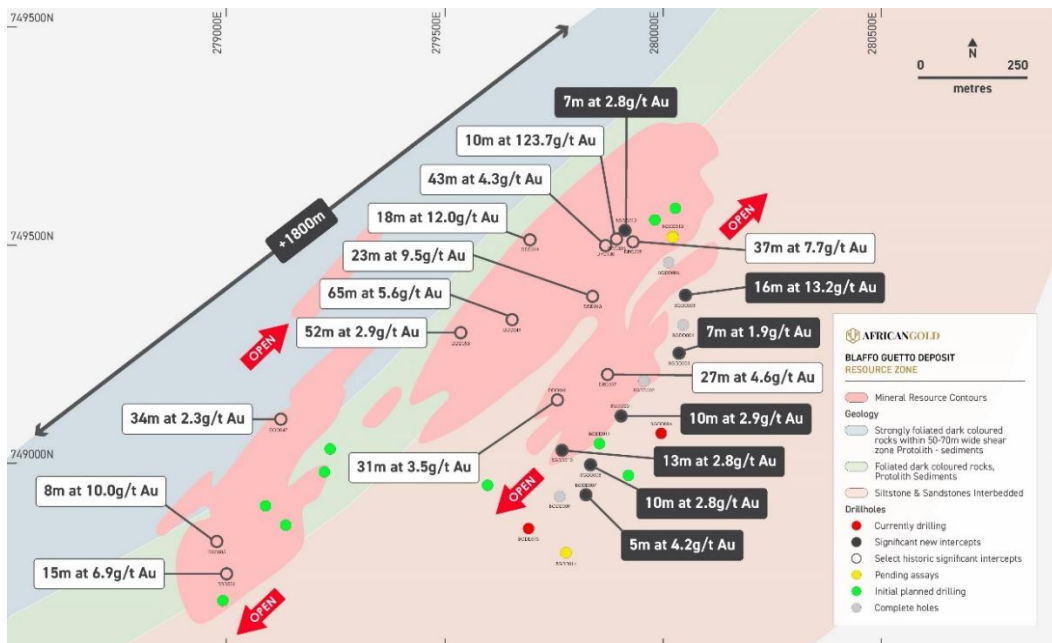 749500N
279000E
279500E
280000E
280500E
N
0 250
metres
7m at 2.8g/t Au
10m at 123.7g/t Au
43m at 4.3g/t Au
18m at 12.0g/t Au
+1800m
OPEN
749500N
37m at 7.7g/t Au
23m at 9.5g/t Au
16m at 13.2g/t Au
65m at 5.6g/t Au
52m at 2.9g/t Au
OPEN
7m at 1.9g/t Au
27m at 4.6g/t Au
34m at 2.3g/t Au
10m at 2.9g/t Au
749000N
31m at 3.5g/t Au
13m at 2.8g/t Au
8m at 10.0g/t Au
OPEN
10m at 2.8g/t Au
5m at 4.2g/t Au
15m at 6.9g/t Au
OPEN
AFRICANGOLD
BLAFFO GUETTO DEPOSIT
RESOURCE ZONE
Mineral Resource Contours
Geology
Strongly foliated dark coloured
rocks within 50-70m wide shear
zone Protolith - sediments
Foliated dark coloured rocks,
Protolith Sediments
Siltstone & Sandstones Interbedded
Drillholes
Currently drilling
Significant new intercepts
Select historic significant intercepts
Pending assays
Initial planned drilling
Complete holes